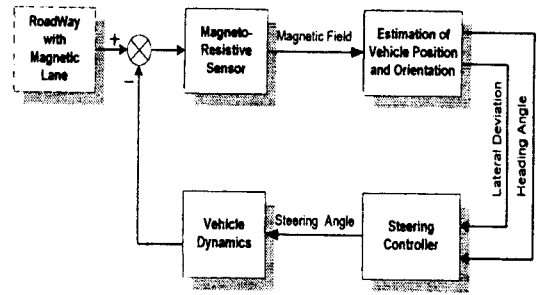 RoadWay
with
Magnetic
Lane
+
−
Magneto-
Resistive
Sensor
Magnetic Field
Estimation of
Vehicle Position
and Orientation
Lateral Deviation
Heading Angle
Vehicle
Dynamics
Steering Angle
Steering
Controller